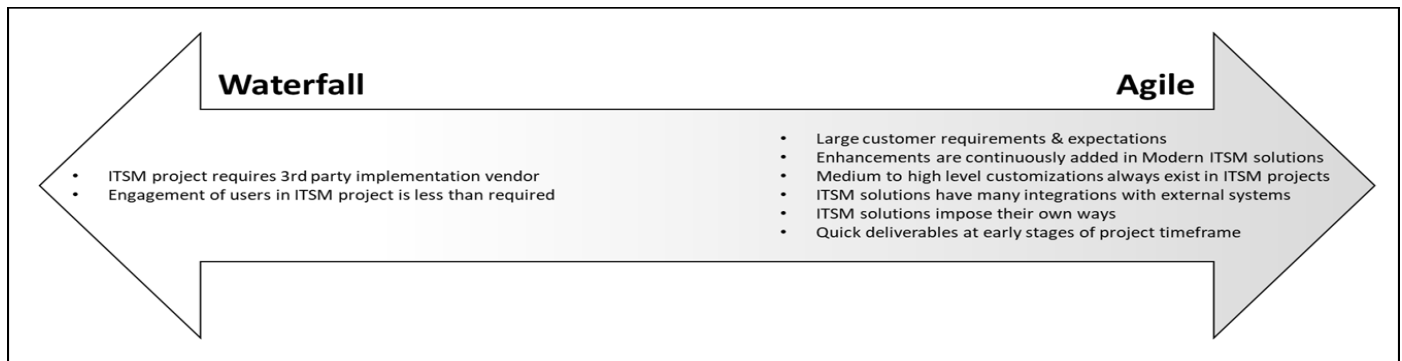 Waterfall
• ITSM project requires 3rd party implementation vendor
• Engagement of users in ITSM project is less than required
Agile
• Large customer requirements & expectations
• Enhancements are continuously added in Modern ITSM solutions
• Medium to high level customizations always exist in ITSM projects
• ITSM solutions have many integrations with external systems
• ITSM solutions impose their own ways
• Quick deliverables at early stages of project timeframe